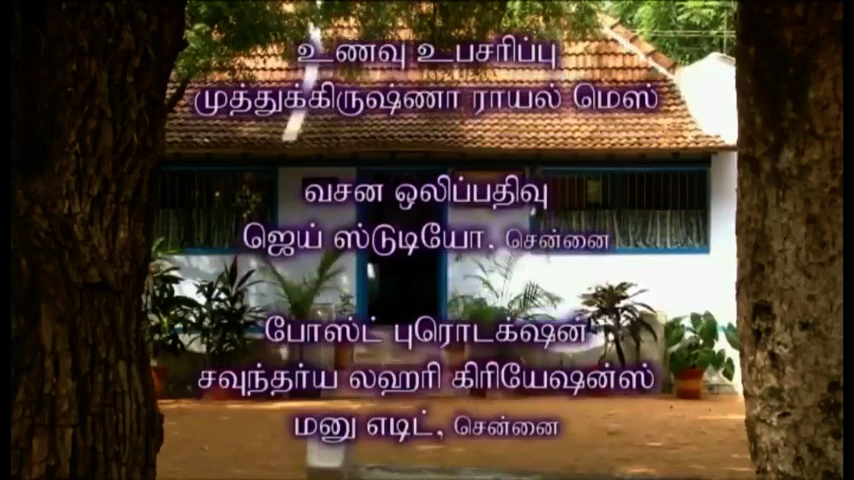 உணவு உபசரிப்பு
முத்துக்கிருஷ்ணா ராயல் மெஸ்
வசன ஒலிப்பதிவு
ஜெய் ஸ்டுடியோ, சென்னை
போஸ்ட் புரொடக்ஷன்
சவுந்தர்ய லஹரி கிரியேஷன்ஸ்
மனு எடிட், சென்னை